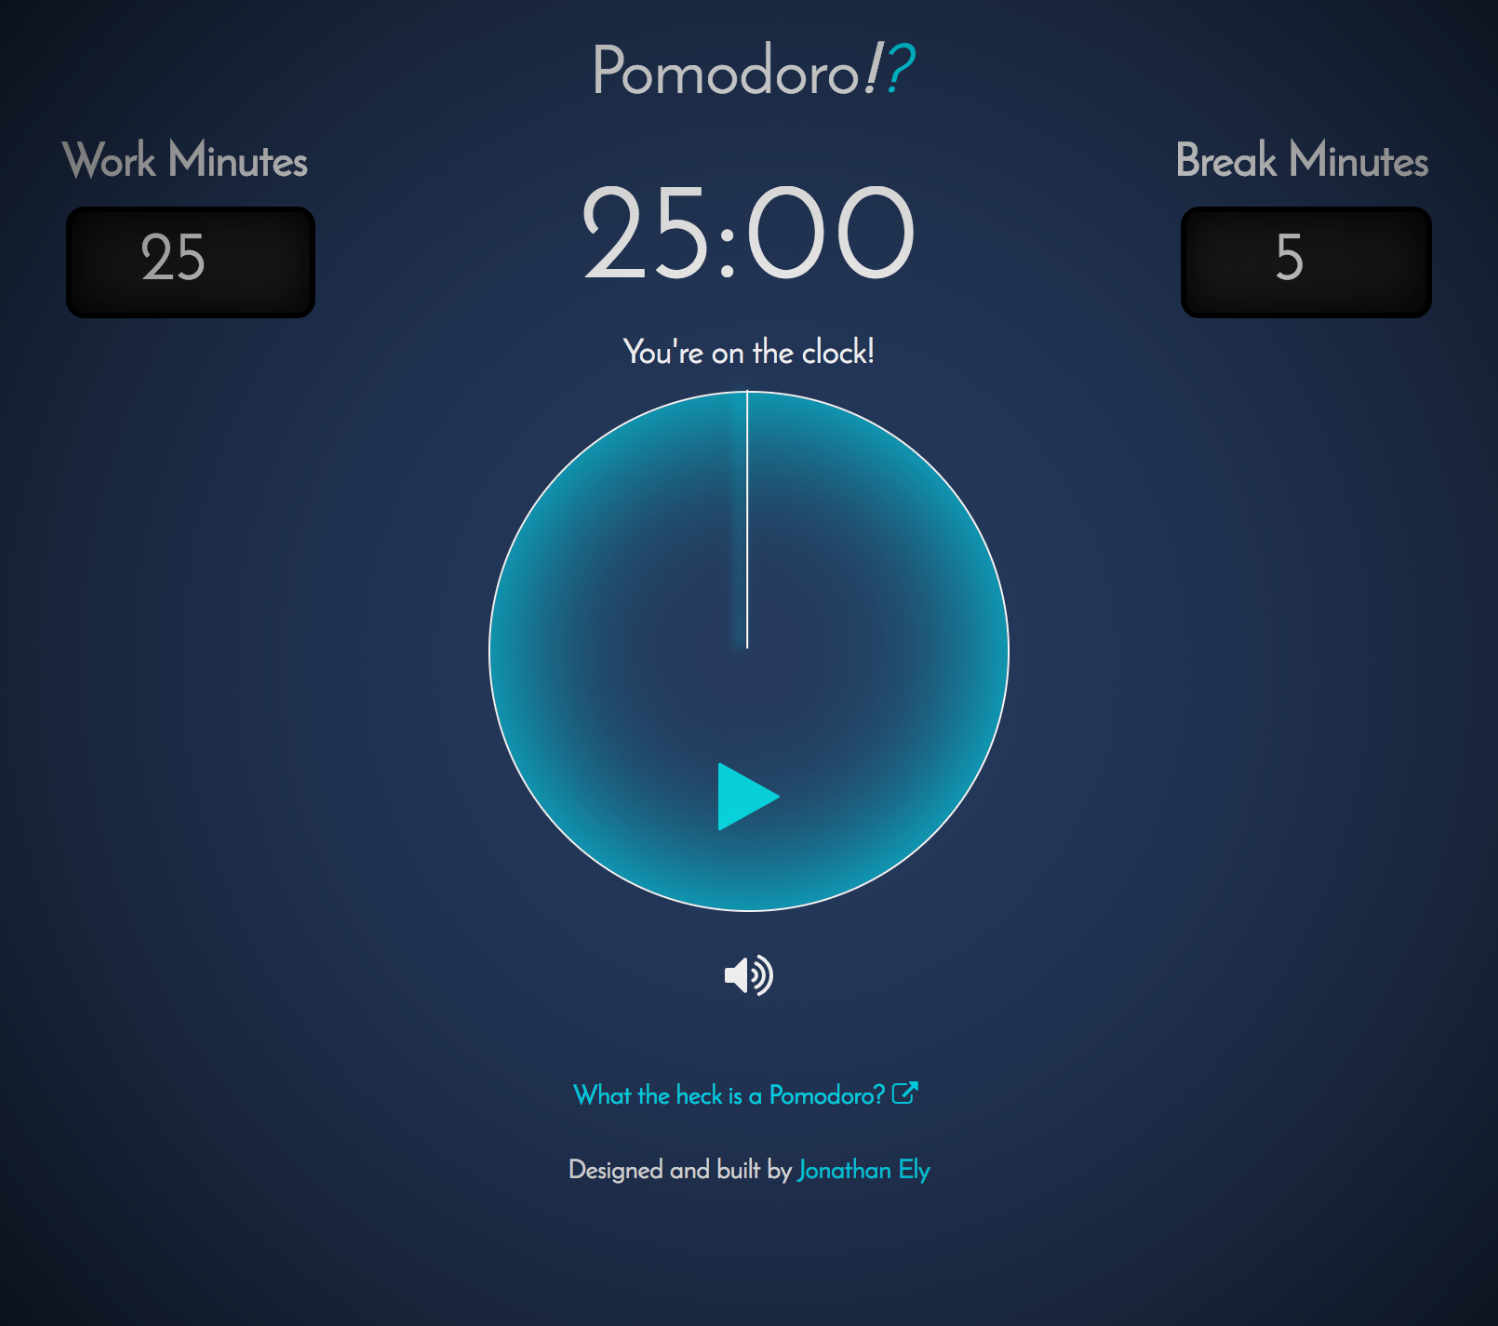 Pomodoro!?
Work Minutes
25
25:00
Break Minutes
5
You're on the clock!
What the heck is a Pomodoro?
Designed and built by Jonathan Ely